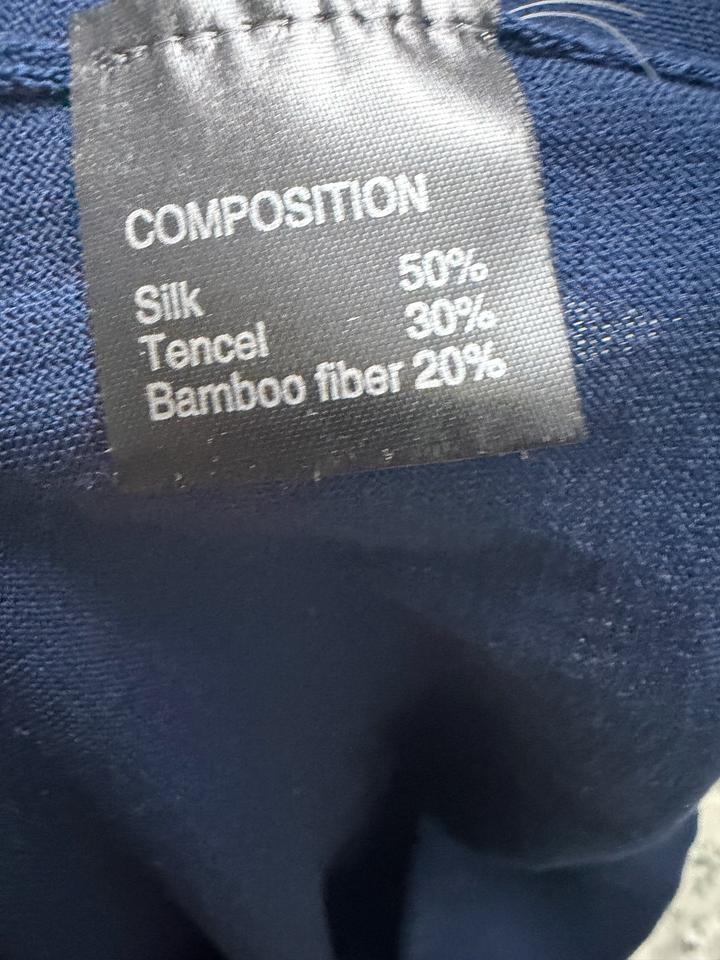 COMPOSITION
Silk 50%
Tencel 30%
Bamboo fiber 20%